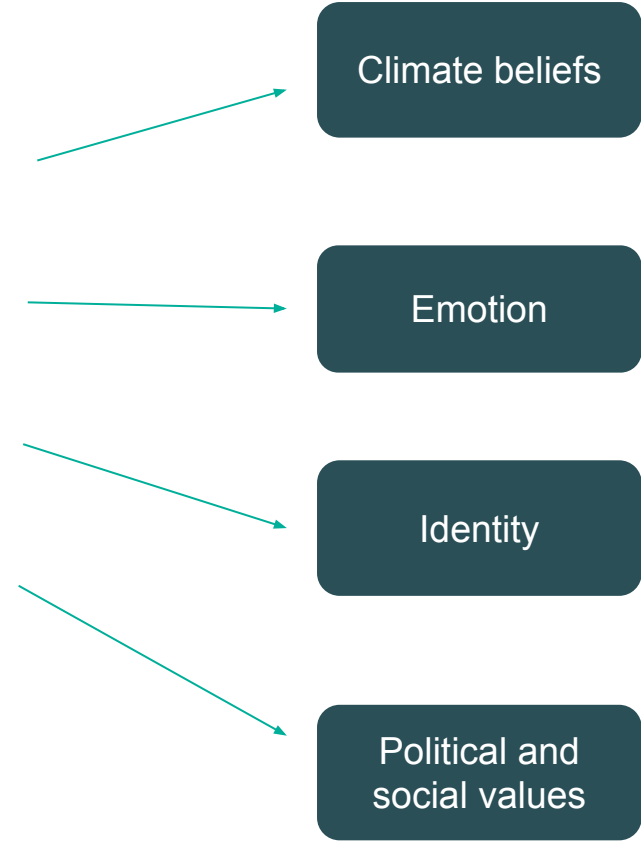 Climate beliefs
Emotion
Identity
Political and
social values